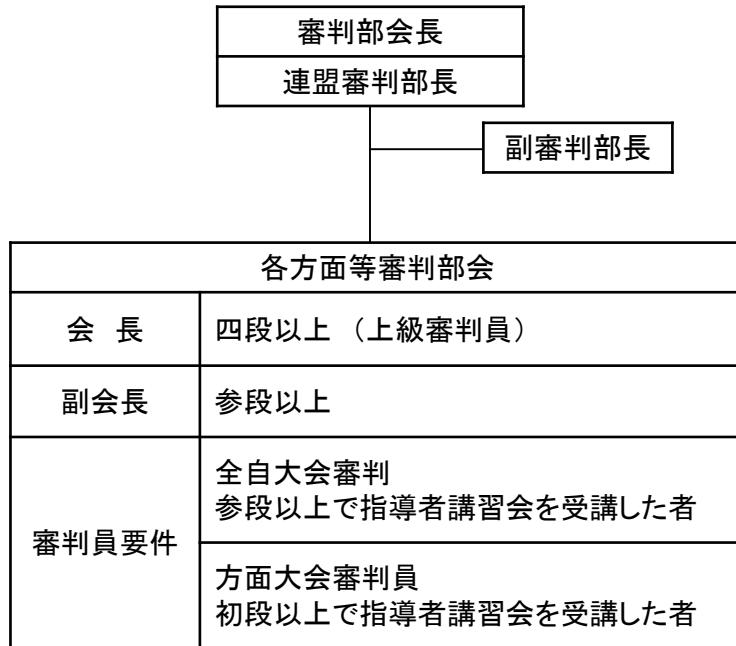 審判部会長
連盟審判部長
副審判部長
各方面等審判部会
会 長
四段以上 （上級審判員）
副会長
参段以上
審判員要件
全自大会審判
参段以上で指導者講習会を受講した者
方面大会審判員
初段以上で指導者講習会を受講した者